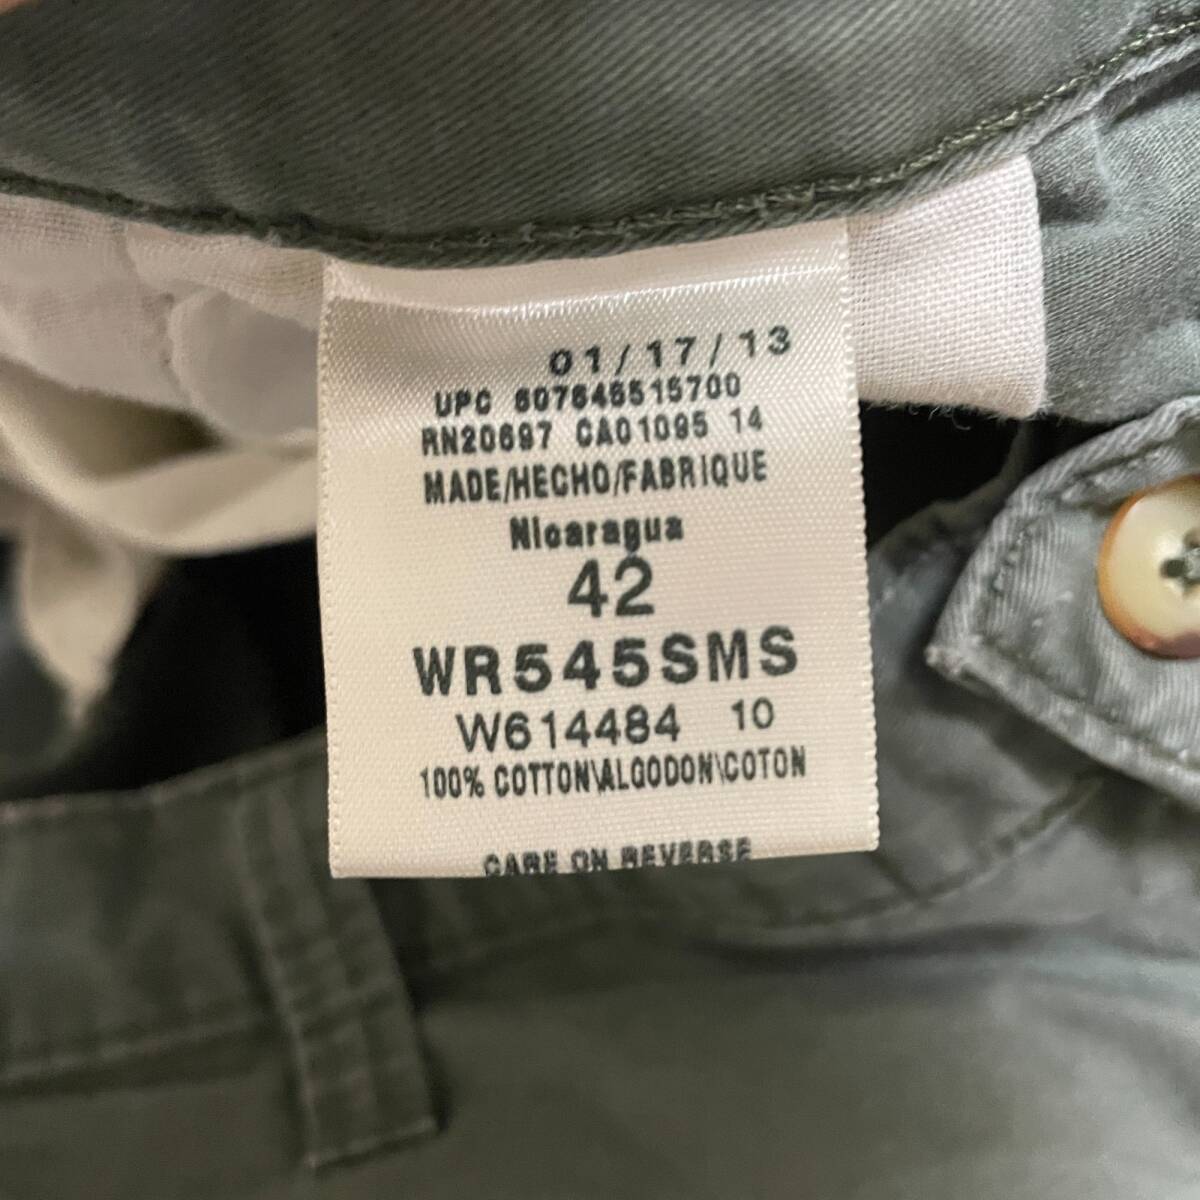 01/17/13
UPC 607645515700
RN20697 CA01095 14
MADE/HECHO/FABRIQUE
Nicaragua
42
WR545SMS
W614484 10
100% COTTON\ALGODON\COTON
CARE ON REVERSE